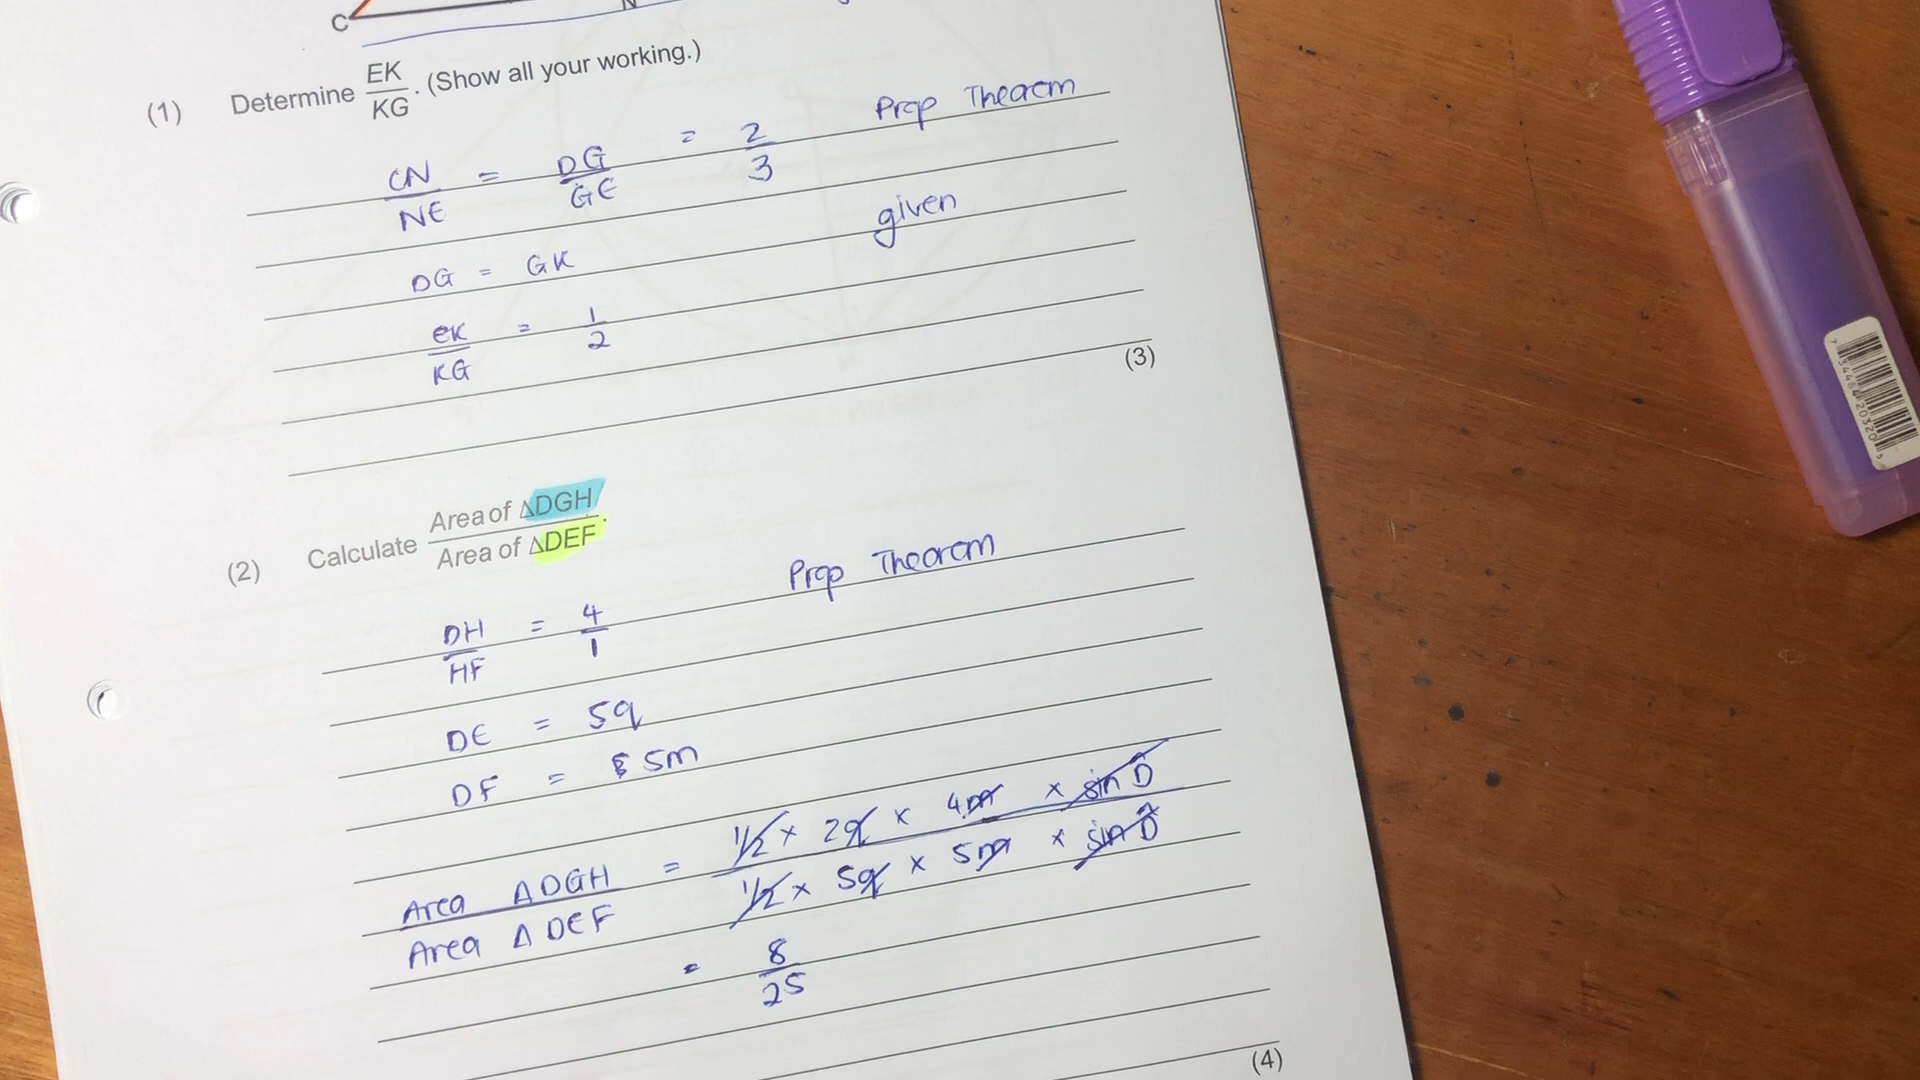 C N
(1) Determine EK/KG. (Show all your working.)
CN/NE = DG/GE = 2/3 Prop Theorem
DG = GK given
EK/KG = 1/2
(3)
(2) Calculate Area of ΔDGH/Area of ΔDEF.
DH/HF = 4/1 Prop Theorem
DE = 5q
DF = 5m
Area ΔDGH/Area ΔDEF = 1/2 × 2q × 4m × sin D̂/1/2 × 5q × 5m × sin D̂
= 8/25
(4)